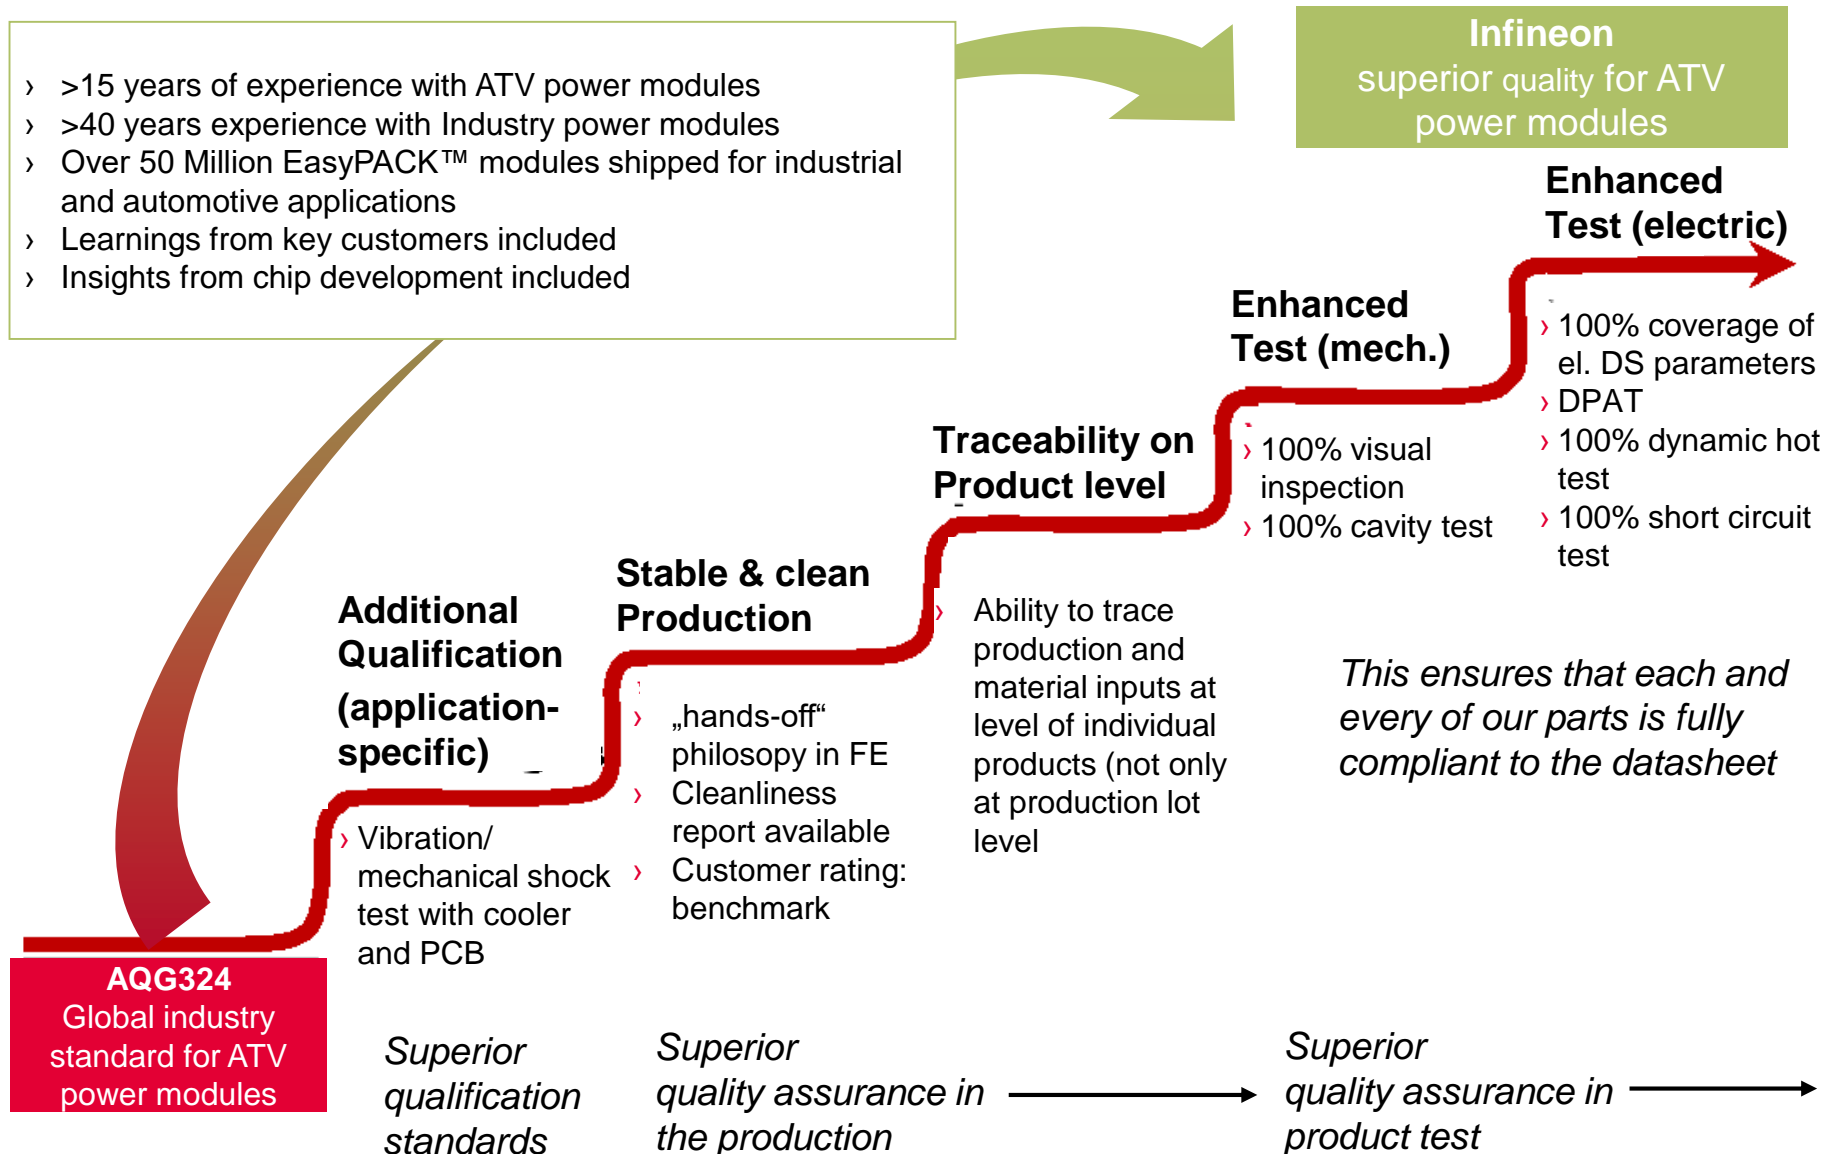 › >15 years of experience with ATV power modules
› >40 years experience with Industry power modules
› Over 50 Million EasyPACK™ modules shipped for industrial
and automotive applications
› Learnings from key customers included
› Insights from chip development included
Infineon
superior quality for ATV
power modules
Enhanced
Test (electric)
› 100% coverage of
el. DS parameters
› DPAT
› 100% dynamic hot
test
› 100% short circuit
test
Enhanced
Test (mech.)
› 100% visual
inspection
› 100% cavity test
Traceability on
Product level
› Ability to trace
production and
material inputs at
level of individual
products (not only
at production lot
level
Stable & clean
Production
› „hands-off“
philosopy in FE
› Cleanliness
report available
› Customer rating:
benchmark
Additional
Qualification
(application-
specific)
› Vibration/
mechanical shock
test with cooler
and PCB
This ensures that each and
every of our parts is fully
compliant to the datasheet
AQG324
Global industry
standard for ATV
power modules
Superior
qualification
standards
Superior
quality assurance in
the production
Superior
quality assurance in
product test